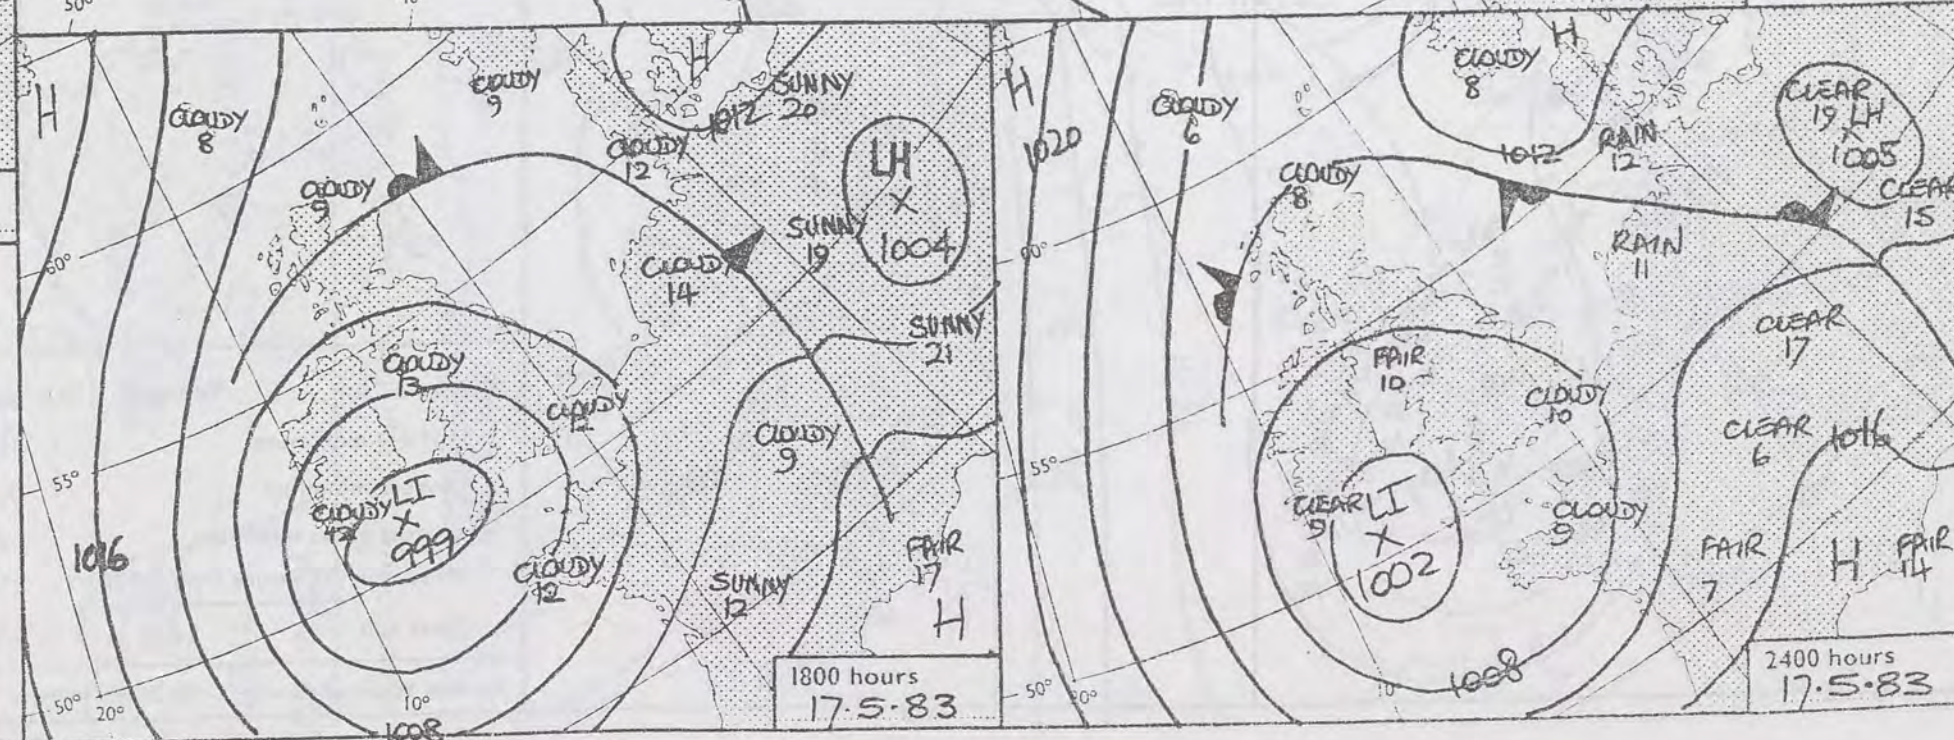 50°
10°
H
CLOUDY
8
CLOUDY
9
H
SUNNY
20
1012
CLOUDY
12
LH
1004
CLOUDY
9
SUNNY
19
60°
CLOUDY
14
SUNNY
21
CLOUDY
13
CLOUDY
11
CLOUDY
9
55°
LI
CLOUDY
12
999
1016
CLOUDY
12
SUNNY
12
FAIR
17
H
50°
20°
10°
1008
1800 hours
17.5.83
H
CLOUDY
6
CLOUDY
8
H
CLEAR
19 LH
1005
1020
1012
RAIN
12
CLOUDY
8
CLEAR
15
RAIN
11
60°
CLEAR
17
FAIR
10
CLOUDY
10
CLEAR
6
1016
55°
CLEAR
9
LI
1002
CLOUDY
9
FAIR
7
H
FAIR
14
50°
20°
10°
1008
2400 hours
17.5.83